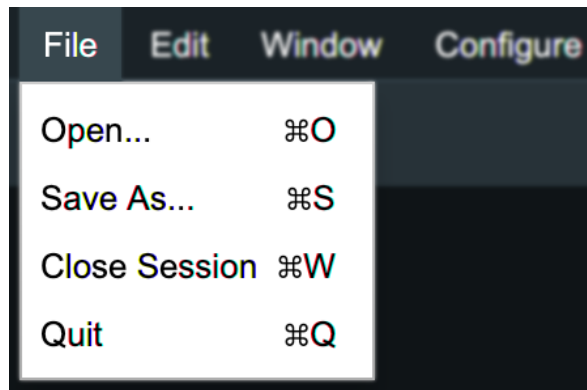 File Edit Window Configure
Open... ⌘O
Save As... ⌘S
Close Session ⌘W
Quit ⌘Q